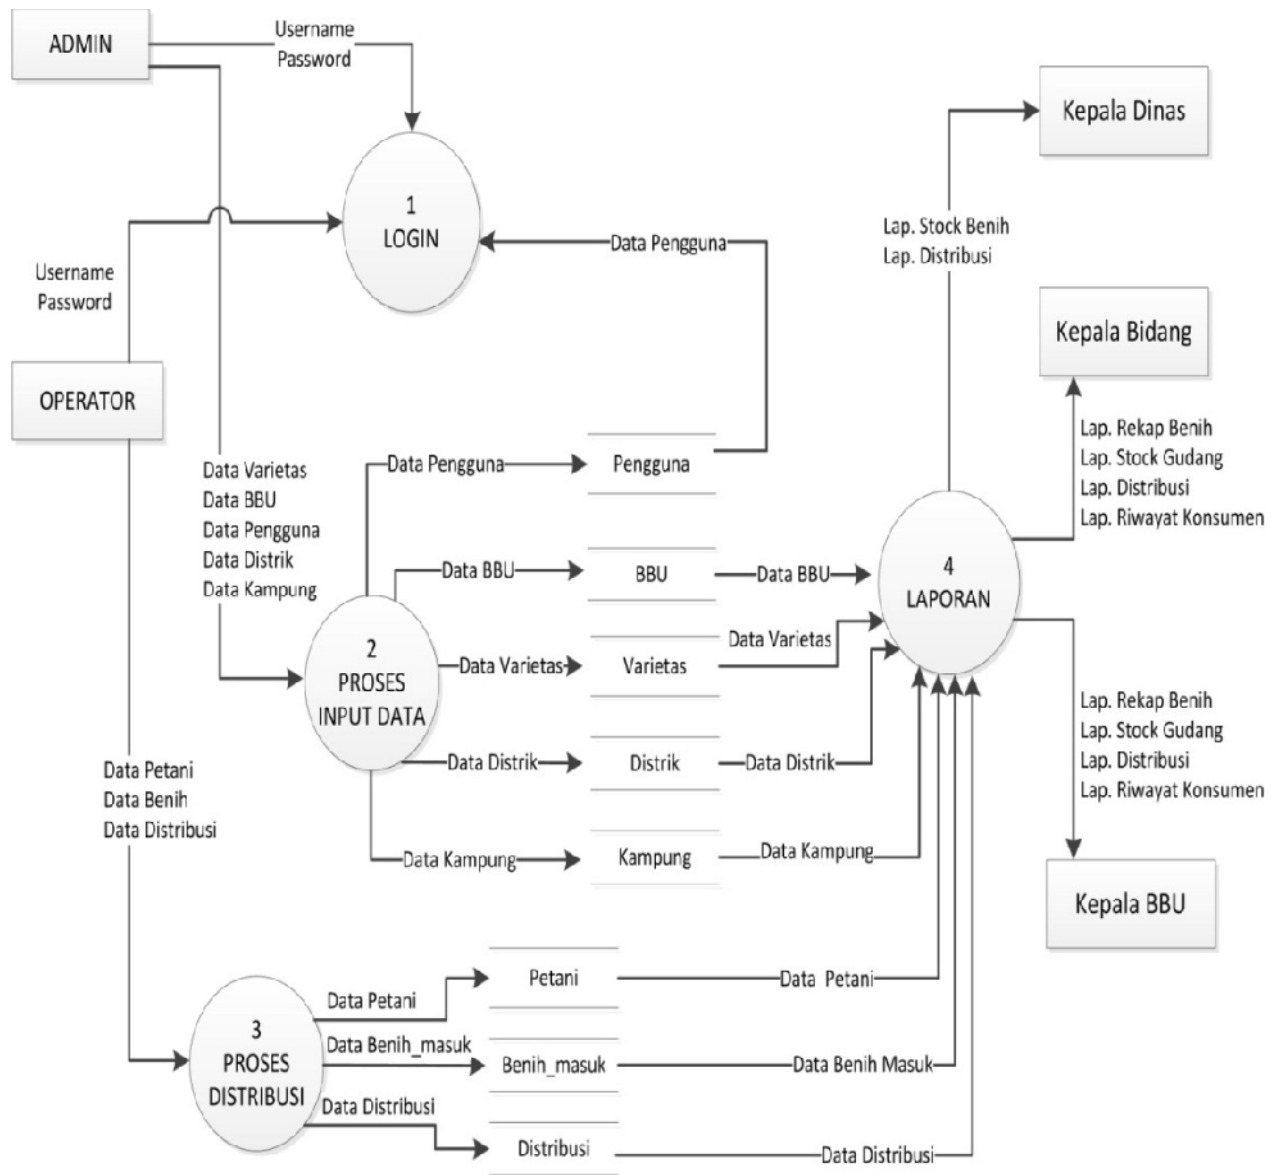 ADMIN
Username
Password
Kepala Dinas
1
LOGIN
Data Pengguna
Lap. Stock Benih
Lap. Distribusi
Username
Password
Kepala Bidang
OPERATOR
Lap. Rekap Benih
Lap. Stock Gudang
Lap. Distribusi
Lap. Riwayat Konsumen
Data Varietas
Data BBU
Data Pengguna
Data Distrik
Data Kampung
Data Pengguna
Pengguna
Data BBU
BBU
Data BBU
4
LAPORAN
2
PROSES
INPUT DATA
Data Varietas
Varietas
Data Varietas
Data Distrik
Distrik
Data Distrik
Lap. Rekap Benih
Lap. Stock Gudang
Lap. Distribusi
Lap. Riwayat Konsumen
Data Petani
Data Benih
Data Distribusi
Data Kampung
Kampung
Data Kampung
Kepala BBU
3
PROSES
DISTRIBUSI
Data Petani
Petani
Data Petani
Data Benih_masuk
Benih_masuk
Data Benih Masuk
Data Distribusi
Distribusi
Data Distribusi